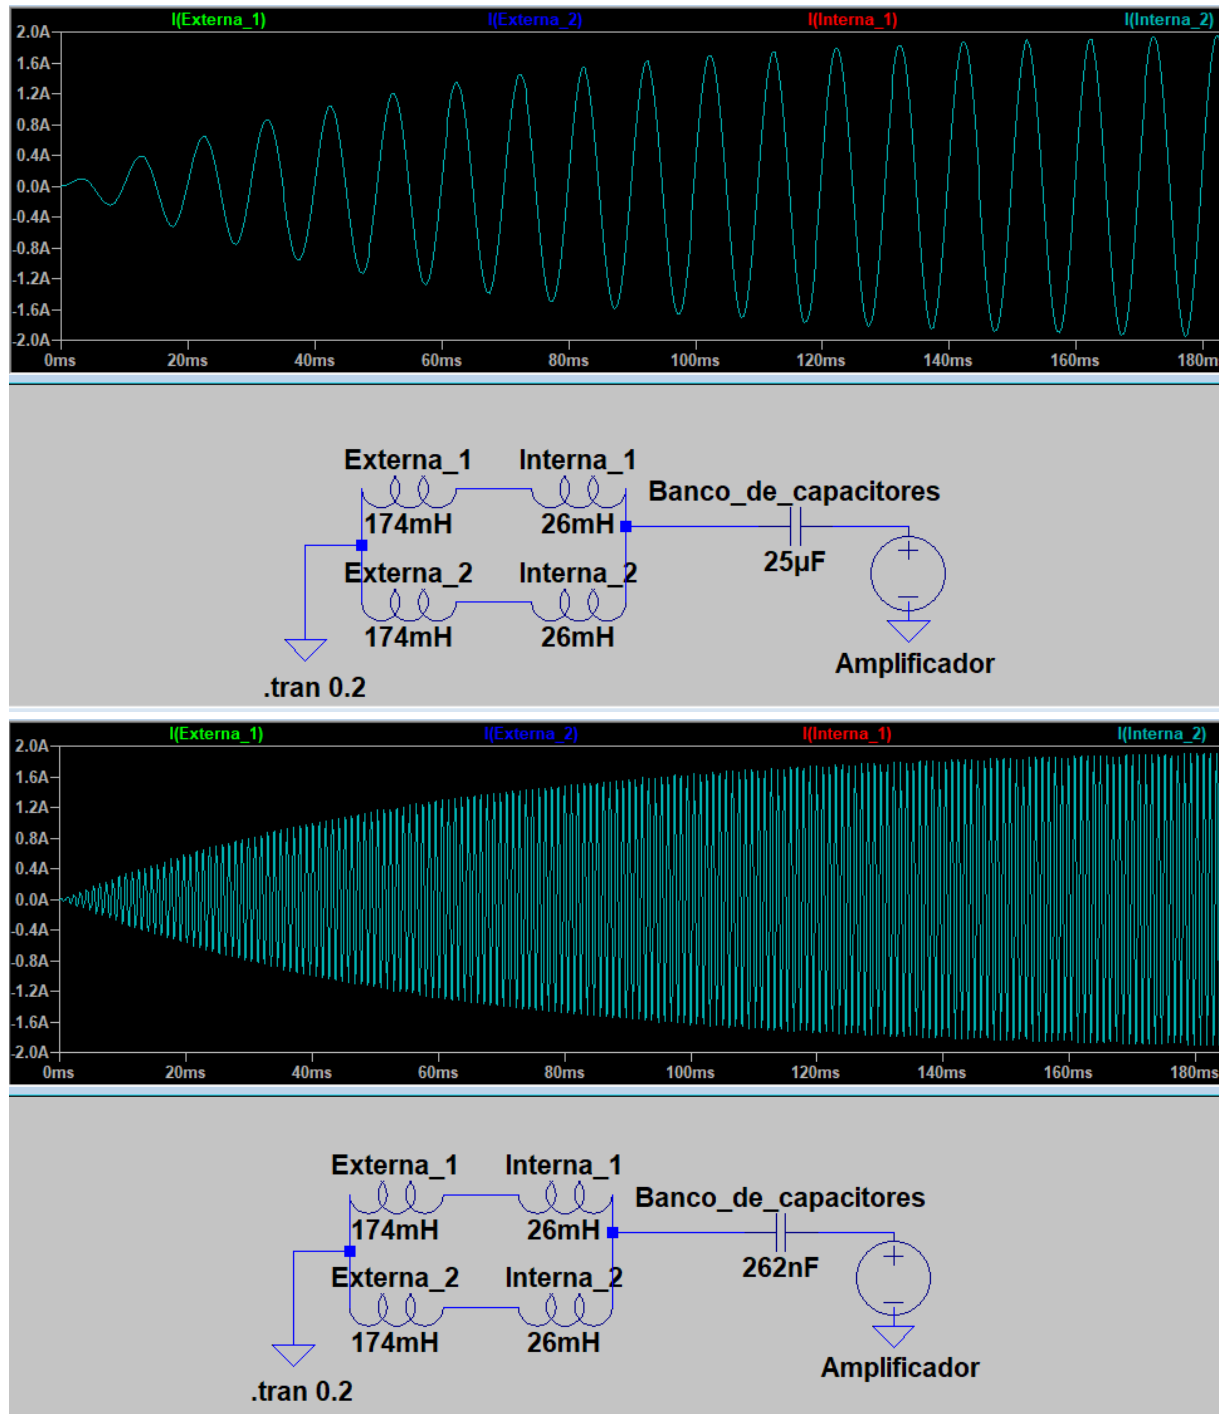 I(Externa_1) I(Externa_2) I(Interna_1) I(Interna_2)
2.0A
1.6A
1.2A
0.8A
0.4A
0.0A
-0.4A
-0.8A
-1.2A
-1.6A
-2.0A
0ms 20ms 40ms 60ms 80ms 100ms 120ms 140ms 160ms 180m
Externa_1 Interna_1
Banco_de_capacitores
174mH 26mH
25µF
Externa_2 Interna_2
174mH 26mH
Amplificador
.tran 0.2
I(Externa_1) I(Externa_2) I(Interna_1) I(Interna_2)
2.0A
1.6A
1.2A
0.8A
0.4A
0.0A
-0.4A
-0.8A
-1.2A
-1.6A
-2.0A
0ms 20ms 40ms 60ms 80ms 100ms 120ms 140ms 160ms 180ms
Externa_1 Interna_1
Banco_de_capacitores
174mH 26mH
262nF
Externa_2 Interna_2
174mH 26mH
Amplificador
.tran 0.2